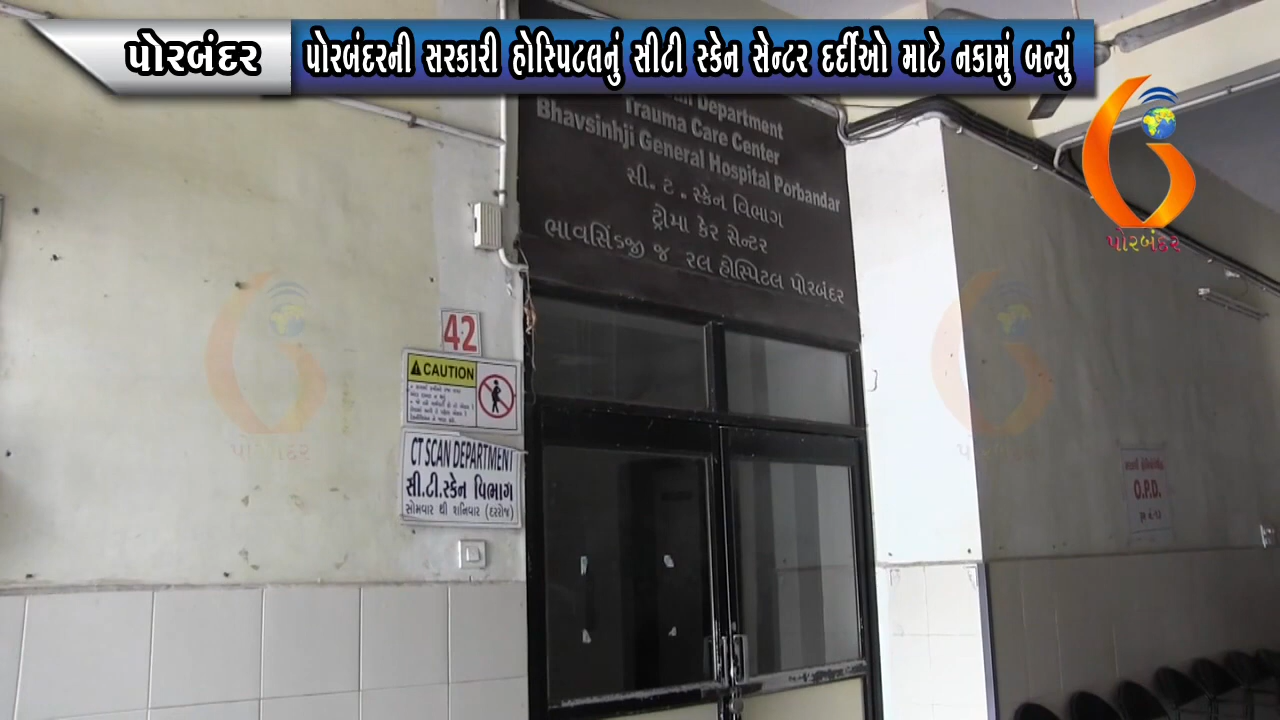 પોરબંદર
પોરબંદરની સરકારી હોસ્પિટલનું સીટી સ્કેન સેન્ટર દર્દીઓ માટે નકામું બન્યું
Department
Trauma Care Center
Bhavsinhji General Hospital Porbandar
સી. ટ . સ્કેન વિભાગ
ટ્રોમા કેર સેન્ટર
ભાવસિંહજી જ રલ હોસ્પિટલ પોરબંદર
પોરબંદર
42
CAUTION
CT SCAN DEPARTMENT
સી.ટી.સ્કેન વિભાગ
સોમવાર થી શનિવાર (દરરોજ)
O.P.D.